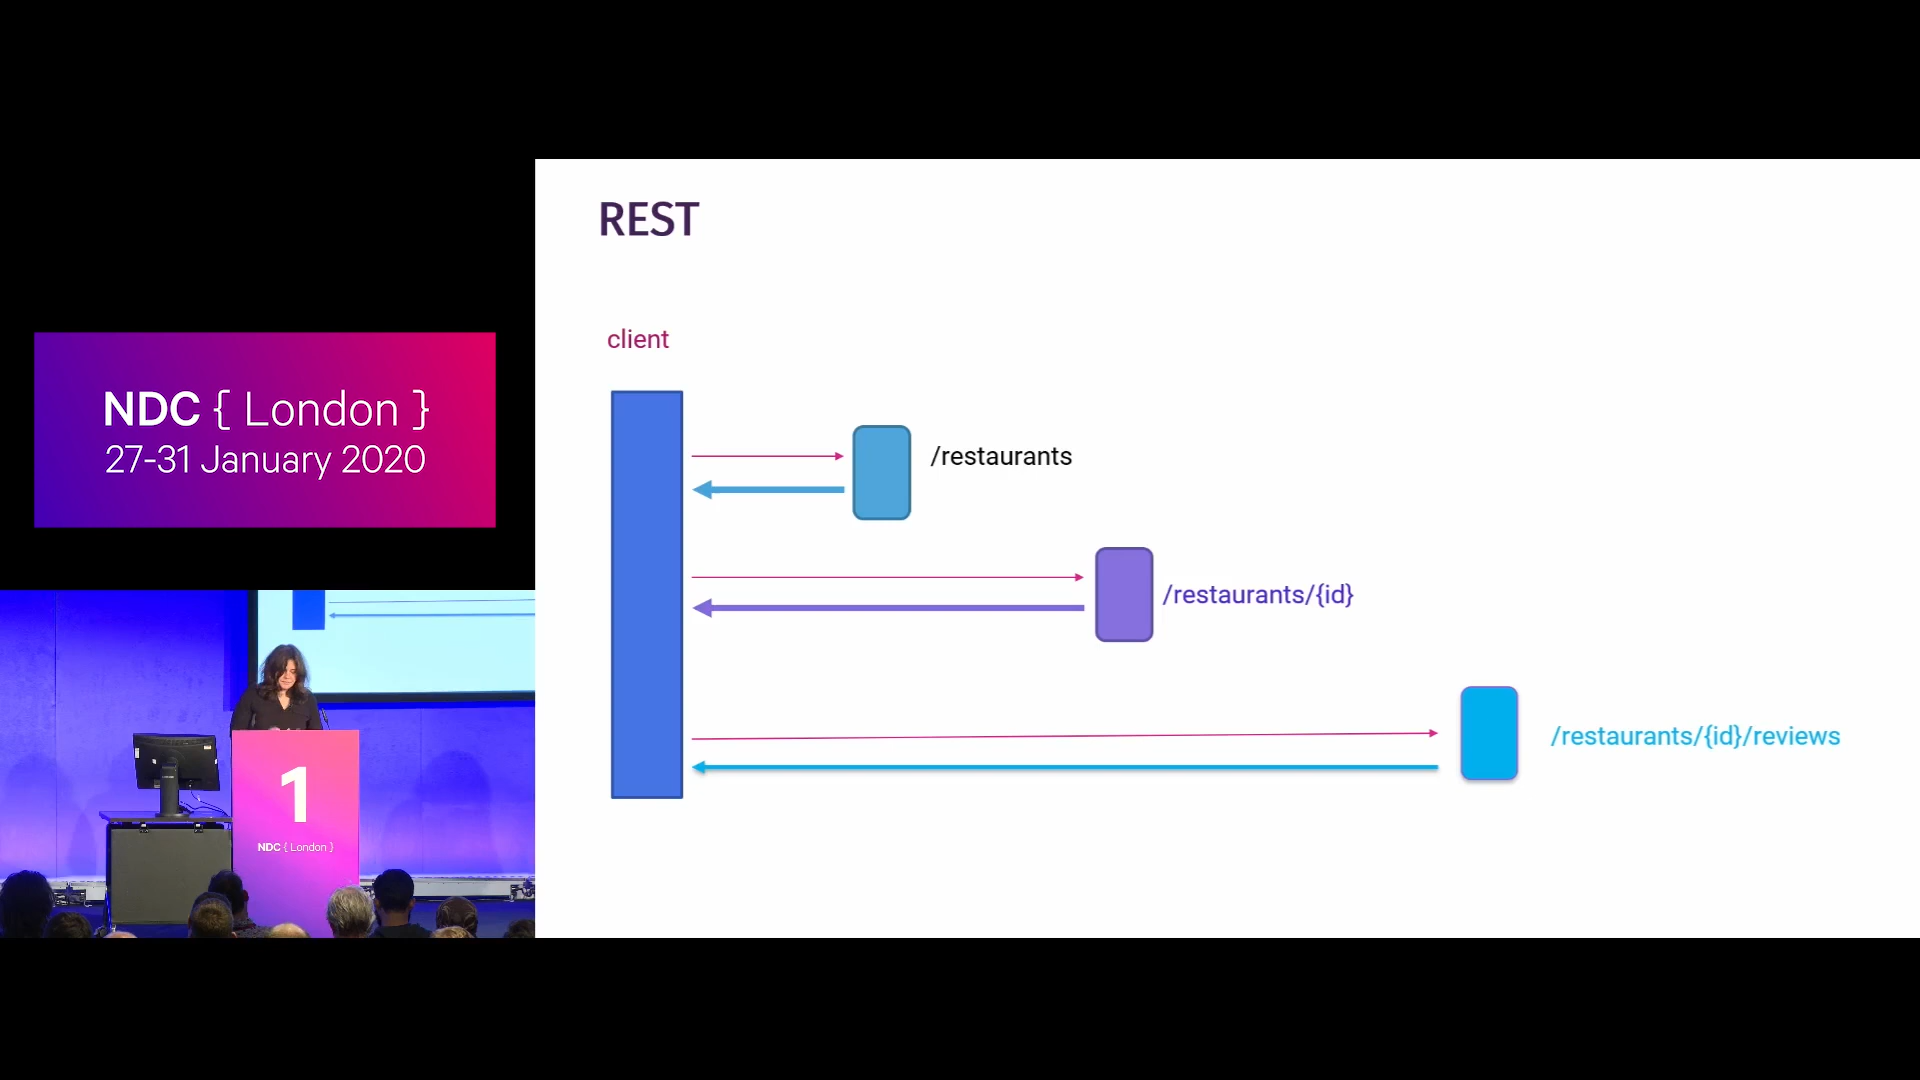 NDC { London }
27-31 January 2020
1
NDC { London }
REST
client
/restaurants
/restaurants/{id}
/restaurants/{id}/reviews